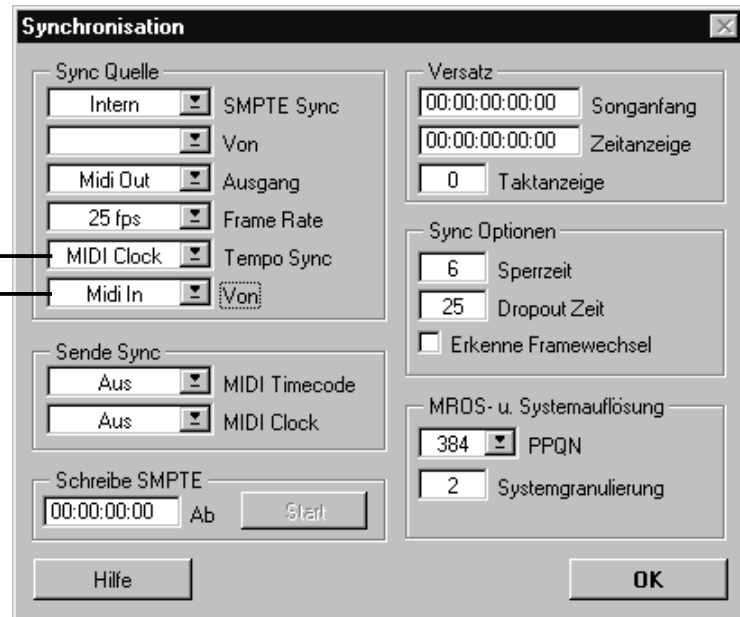 Synchronisation
Sync Quelle
Intern SMPTE Sync
Von
Midi Out Ausgang
25 fps Frame Rate
MIDI Clock Tempo Sync
Midi In Von
Sende Sync
Aus MIDI Timecode
Aus MIDI Clock
Schreibe SMPTE
00:00:00:00 Ab Start
Hilfe
Versatz
00:00:00:00:00 Songanfang
00:00:00:00:00 Zeitanzeige
0 Taktanzeige
Sync Optionen
6 Sperrzeit
25 Dropout Zeit
Erkenne Framewechsel
MROS- u. Systemauflösung
384 PPQN
2 Systemgranulierung
OK